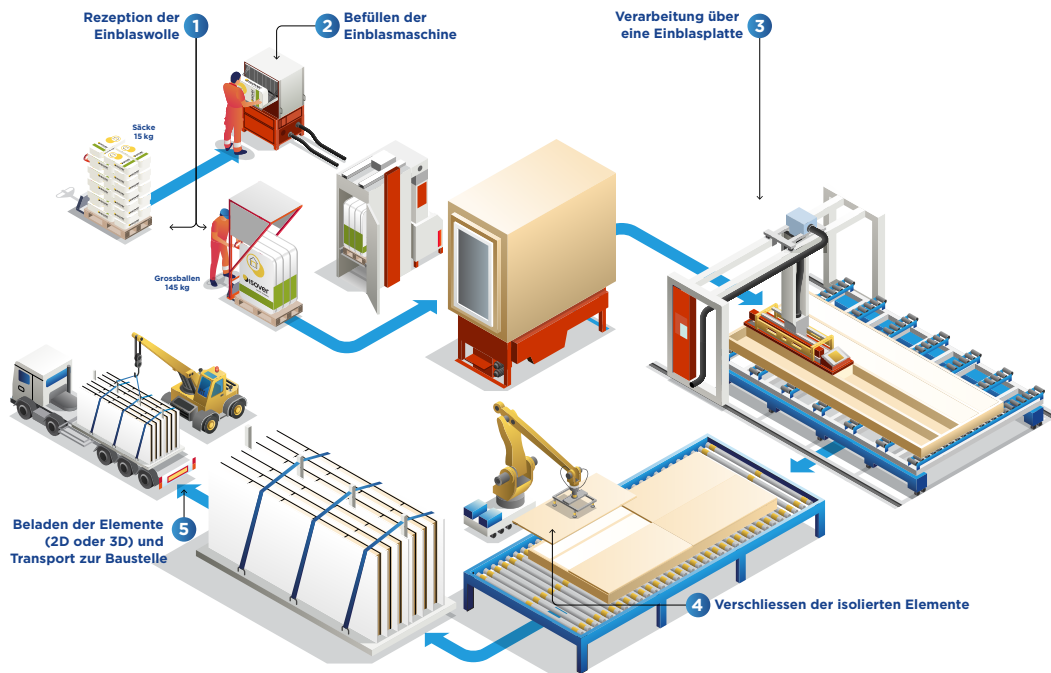 Rezeption der
Einblaswolle
1
2
Befüllen der
Einblasmaschine
Verarbeitung über
eine Einblasplatte
3
Säcke
15 kg
Grossballen
145 kg
isover
Beladen der Elemente
(2D oder 3D) und
Transport zur Baustelle
5
4
Verschliessen der isolierten Elemente